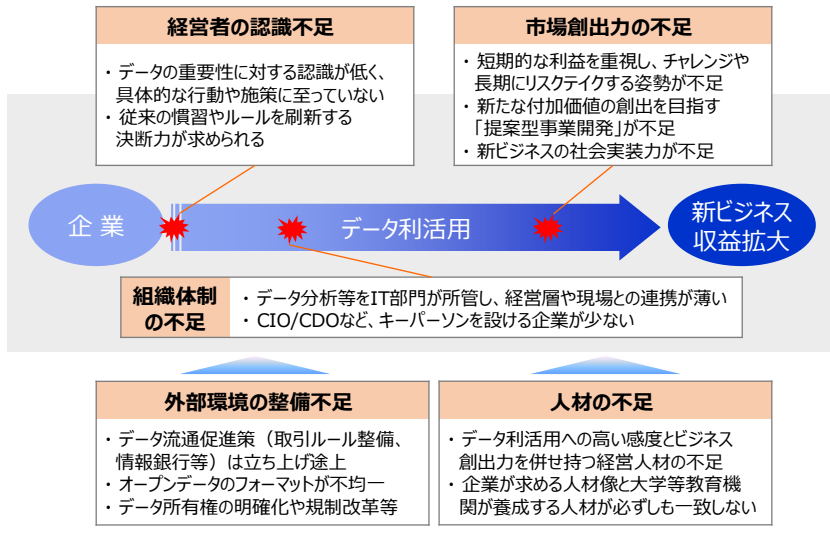 経営者の認識不足
・データの重要性に対する認識が低く、
具体的な行動や施策に至っていない
・従来の慣習やルールを刷新する
決断力が求められる
市場創出力の不足
・短期的な利益を重視し、チャレンジや
長期にリスクテイクする姿勢が不足
・新たな付加価値の創出を目指す
「提案型事業開発」が不足
・新ビジネスの社会実装力が不足
企 業
データ利活用
新ビジネス
収益拡大
組織体制
の不足
・データ分析等をIT部門が所管し、経営層や現場との連携が薄い
・CIO/CDOなど、キーパーソンを設ける企業が少ない
外部環境の整備不足
・データ流通促進策（取引ルール整備、
情報銀行等）は立ち上げ途上
・オープンデータのフォーマットが不均一
・データ所有権の明確化や規制改革等
人材の不足
・データ利活用への高い感度とビジネス
創出力を併せ持つ経営人材の不足
・企業が求める人材像と大学等教育機
関が養成する人材が必ずしも一致しない